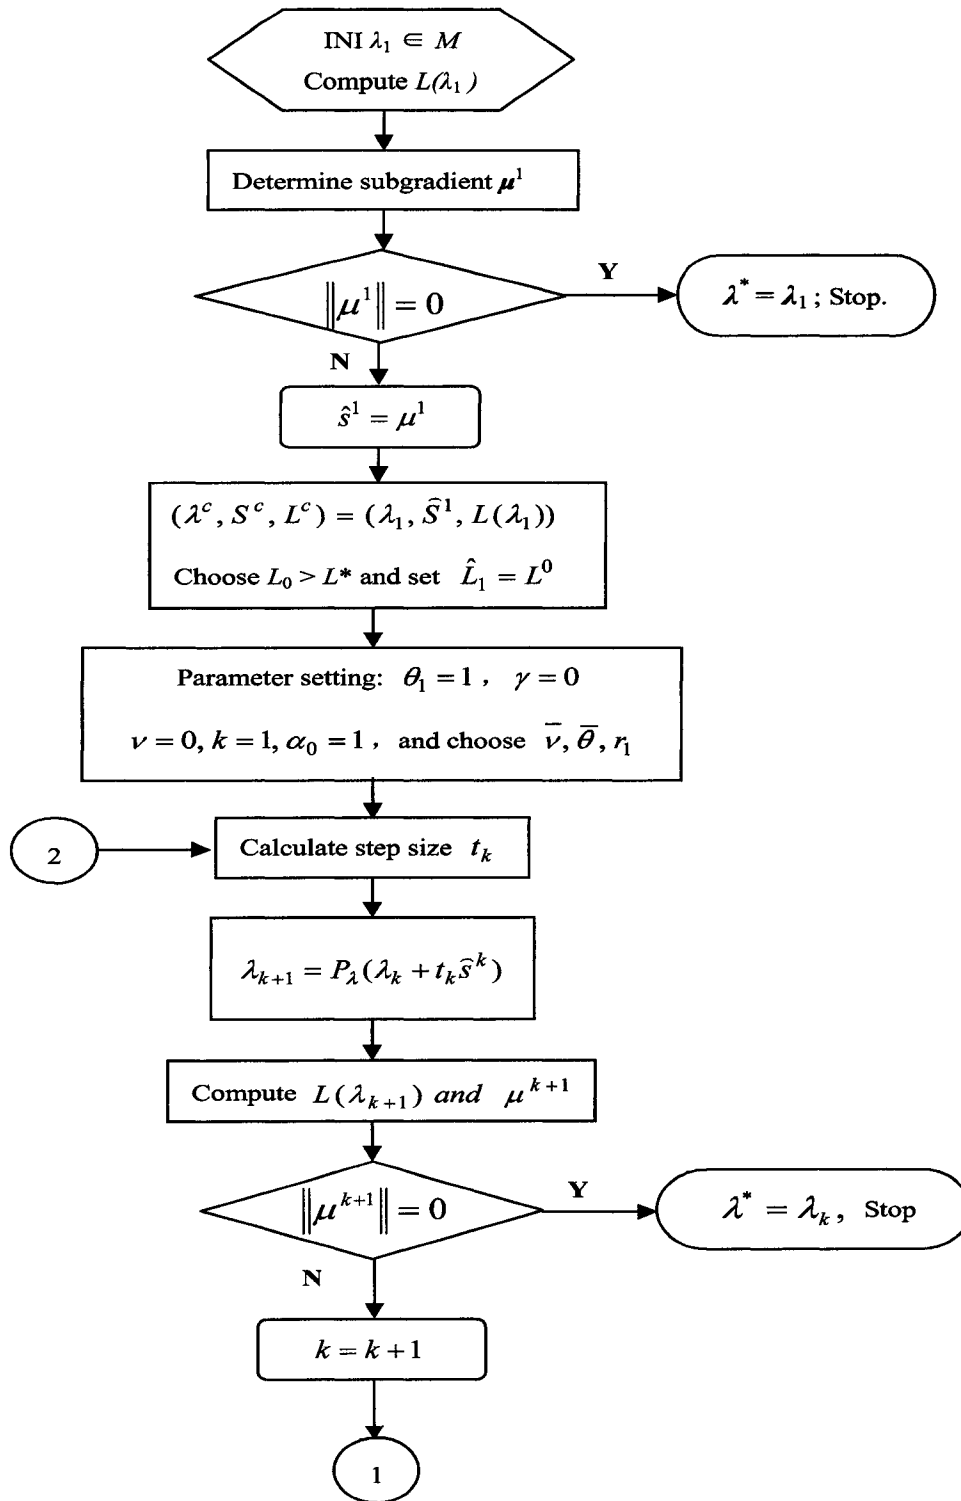 INI λ₁ ∈ M
Compute L(λ₁)
Determine subgradient μ¹
‖μ¹‖ = 0
Y
λ* = λ₁ ; Stop.
N
ŝ¹ = μ¹
(λᶜ, Sᶜ, Lᶜ) = (λ₁, Ŝ¹, L(λ₁))
Choose L₀ > L* and set L̂₁ = L⁰
Parameter setting: θ₁ = 1 , γ = 0
ν = 0, k = 1, α₀ = 1 , and choose ν̄, θ̄, r₁
2
Calculate step size tₖ
λₖ₊₁ = P_λ(λₖ + tₖŝᵏ)
Compute L(λₖ₊₁) and μᵏ⁺¹
‖μᵏ⁺¹‖ = 0
Y
λ* = λₖ, Stop
N
k = k + 1
1